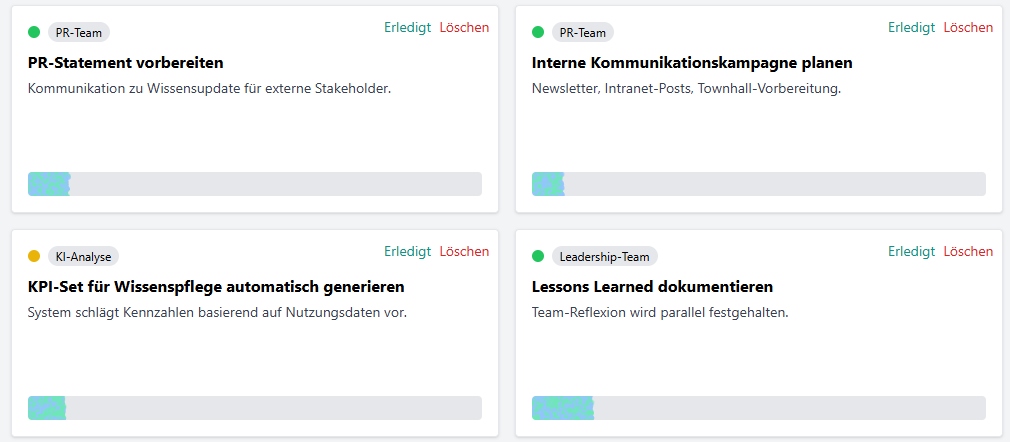 PR-Team
Erledigt Löschen
PR-Statement vorbereiten
Kommunikation zu Wissensupdate für externe Stakeholder.
PR-Team
Erledigt Löschen
Interne Kommunikationskampagne planen
Newsletter, Intranet-Posts, Townhall-Vorbereitung.
KI-Analyse
Erledigt Löschen
KPI-Set für Wissenspflege automatisch generieren
System schlägt Kennzahlen basierend auf Nutzungsdaten vor.
Leadership-Team
Erledigt Löschen
Lessons Learned dokumentieren
Team-Reflexion wird parallel festgehalten.